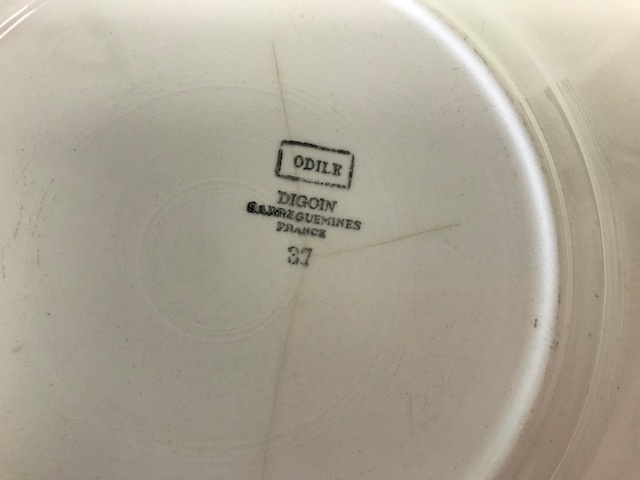 ODILE
DIGOIN
SARREGUEMINES
FRANCE
37